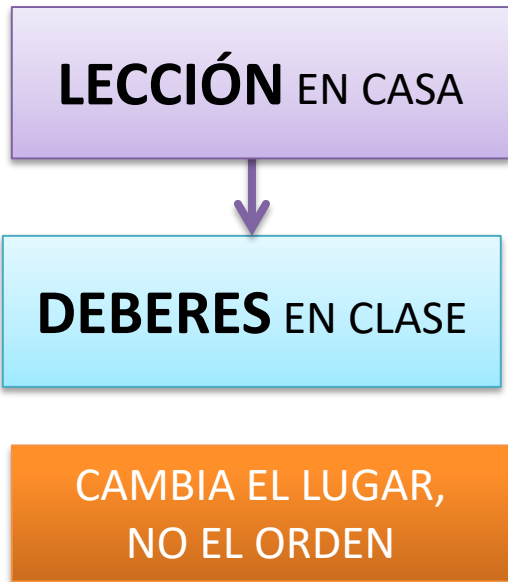 LECCIÓN EN CASA
DEBERES EN CLASE
CAMBIA EL LUGAR,
NO EL ORDEN